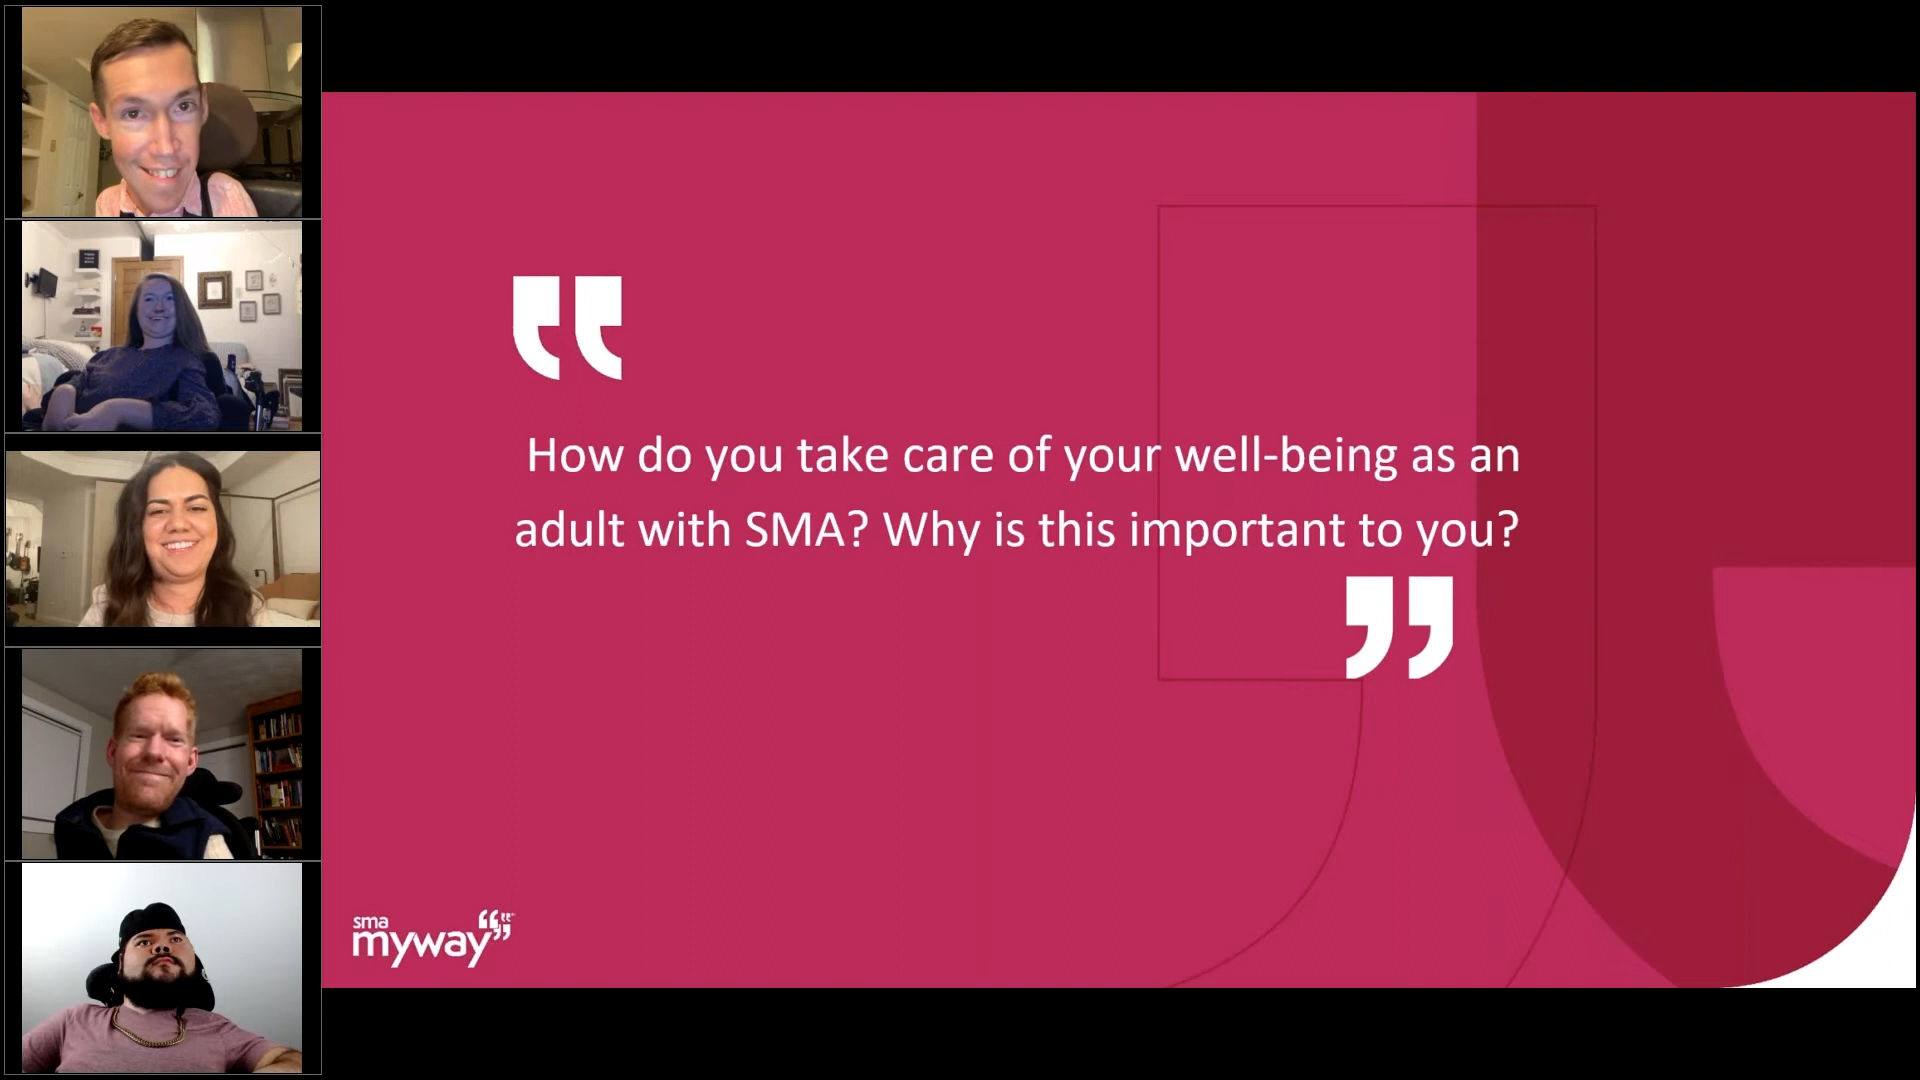 How do you take care of your well-being as an
adult with SMA? Why is this important to you?
sma
myway